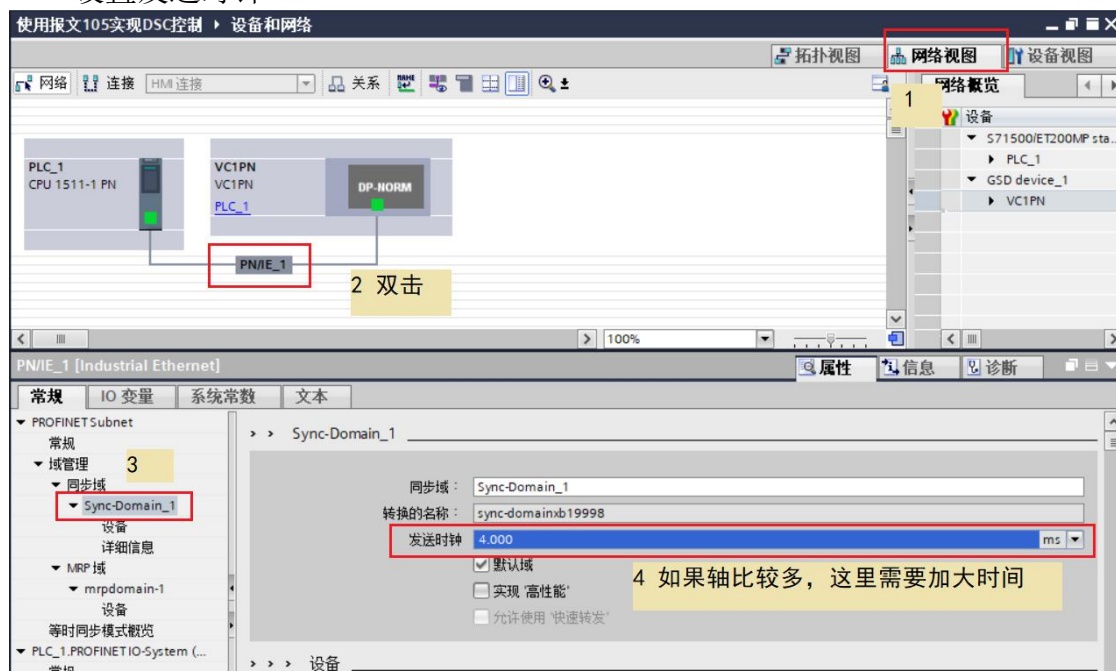 使用报文105实现DSC控制 ▸ 设备和网络
拓扑视图
网络视图
设备视图
网络
连接
HMI 连接
关系
1
网络概览
设备
S71500/ET200MP sta...
PLC_1
GSD device_1
VC1PN
PLC_1
CPU 1511-1 PN
VC1PN
VC1PN
PLC_1
DP-NORM
PN/IE_1
2 双击
100%
PN/IE_1 [Industrial Ethernet]
属性
信息
诊断
常规
IO 变量
系统常数
文本
PROFINET Subnet
常规
域管理
3
同步域
Sync-Domain_1
设备
详细信息
MRP 域
mrpdomain-1
设备
等时同步模式概览
PLC_1.PROFINET IO-System (...
> > Sync-Domain_1
同步域：
Sync-Domain_1
转换的名称：
sync-domainxb19998
发送时钟
4.000
ms
默认域
实现 '高性能'
允许使用 '快速转发'
4 如果轴比较多，这里需要加大时间
> > > 设备